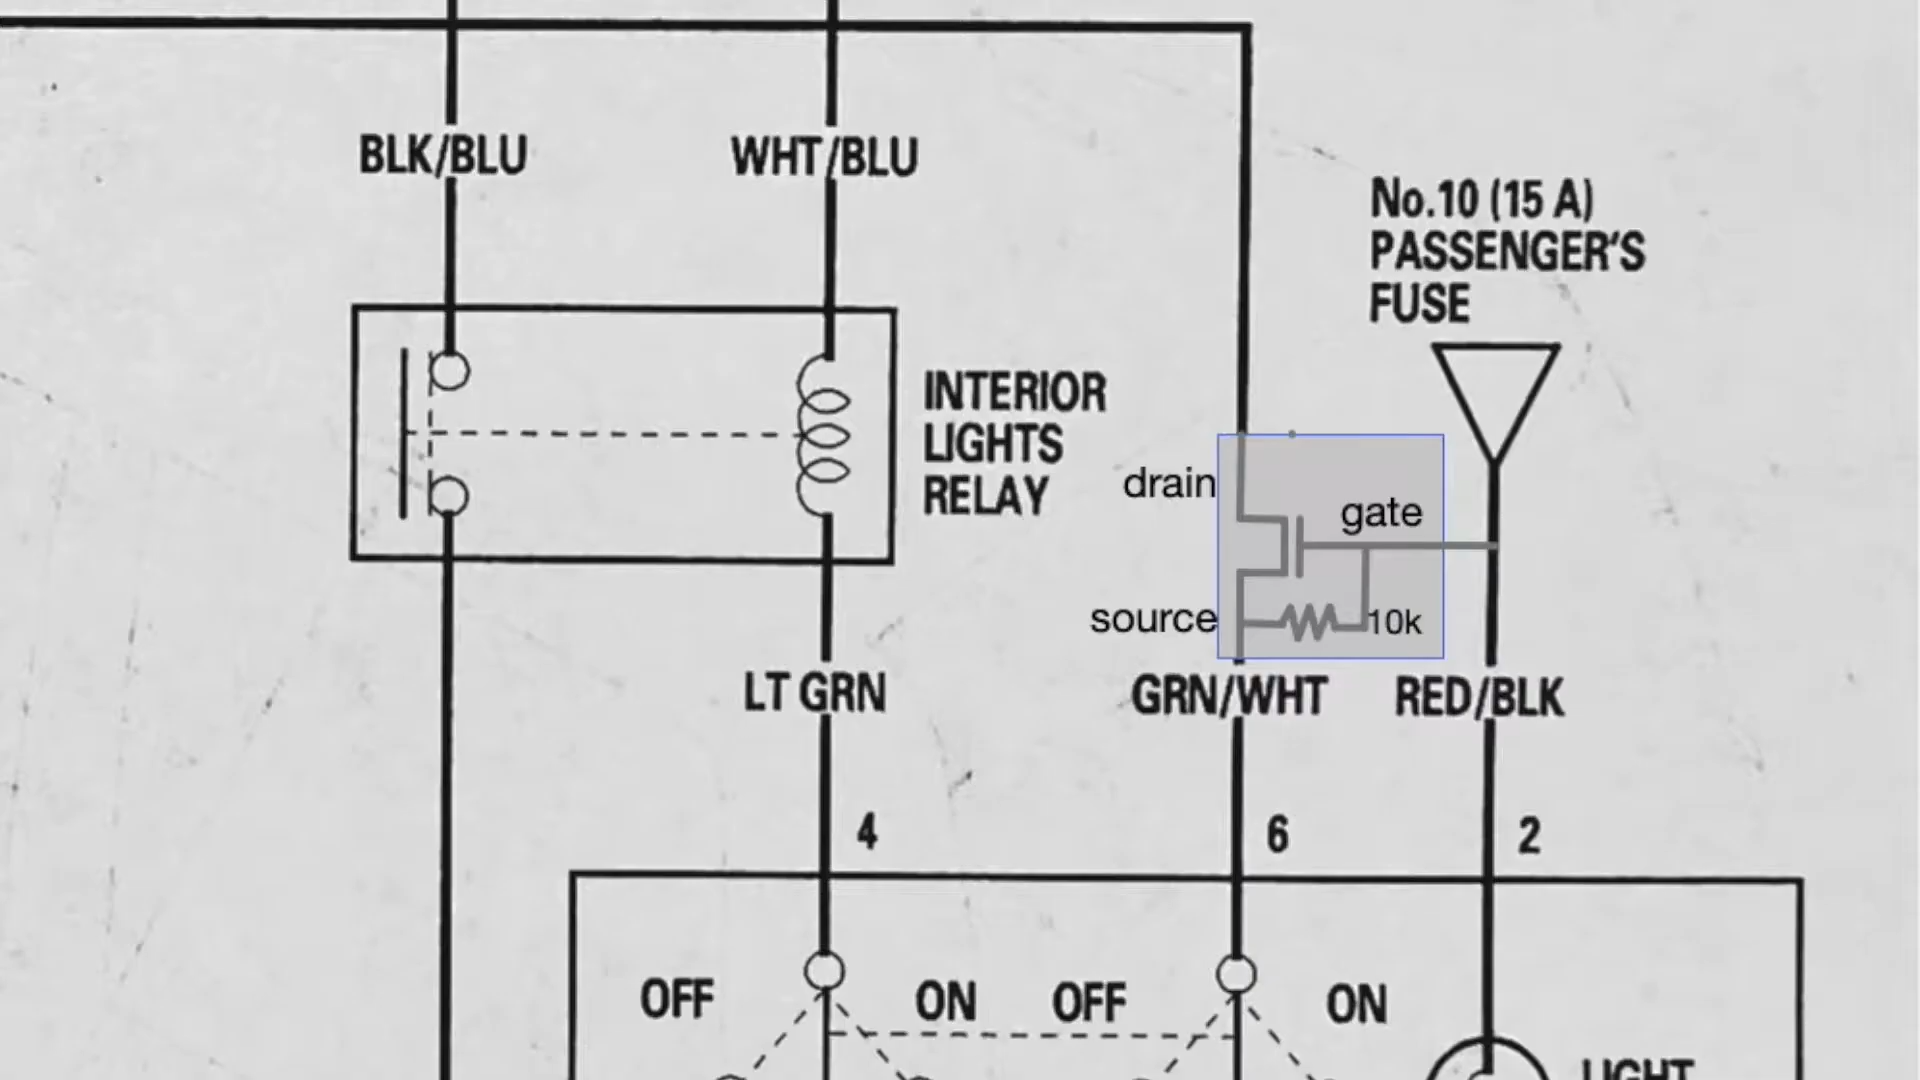 BLK/BLU
WHT/BLU
No.10 (15 A)
PASSENGER'S
FUSE
INTERIOR
LIGHTS
RELAY
drain
gate
source
10k
LT GRN
GRN/WHT
RED/BLK
4
6
2
OFF
ON
OFF
ON
LIGHT